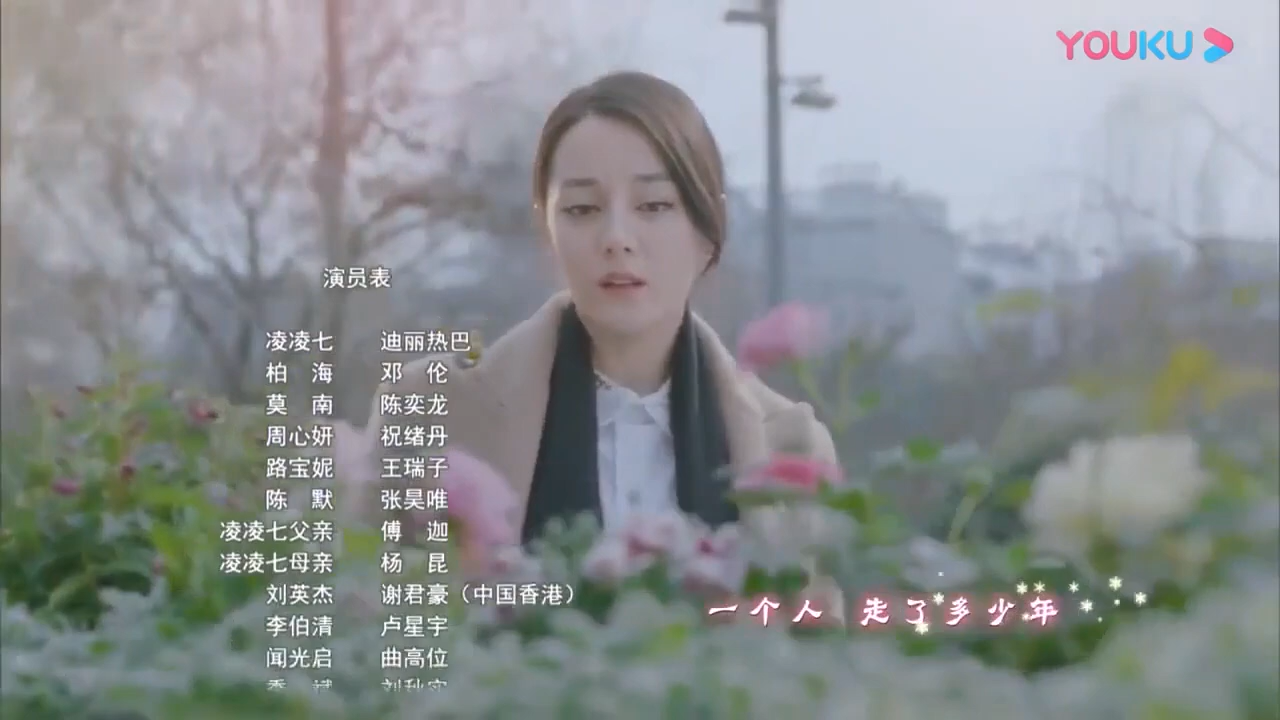 YOUKU
演员表
凌凌七 迪丽热巴
柏 海 邓 伦
莫 南 陈奕龙
周心妍 祝绪丹
路宝妮 王瑞子
陈 默 张昊唯
凌凌七父亲 傅 迦
凌凌七母亲 杨 昆
刘英杰 谢君豪（中国香港）
李伯清 卢星宇
闻光启 曲高位
一个人 走了多少年